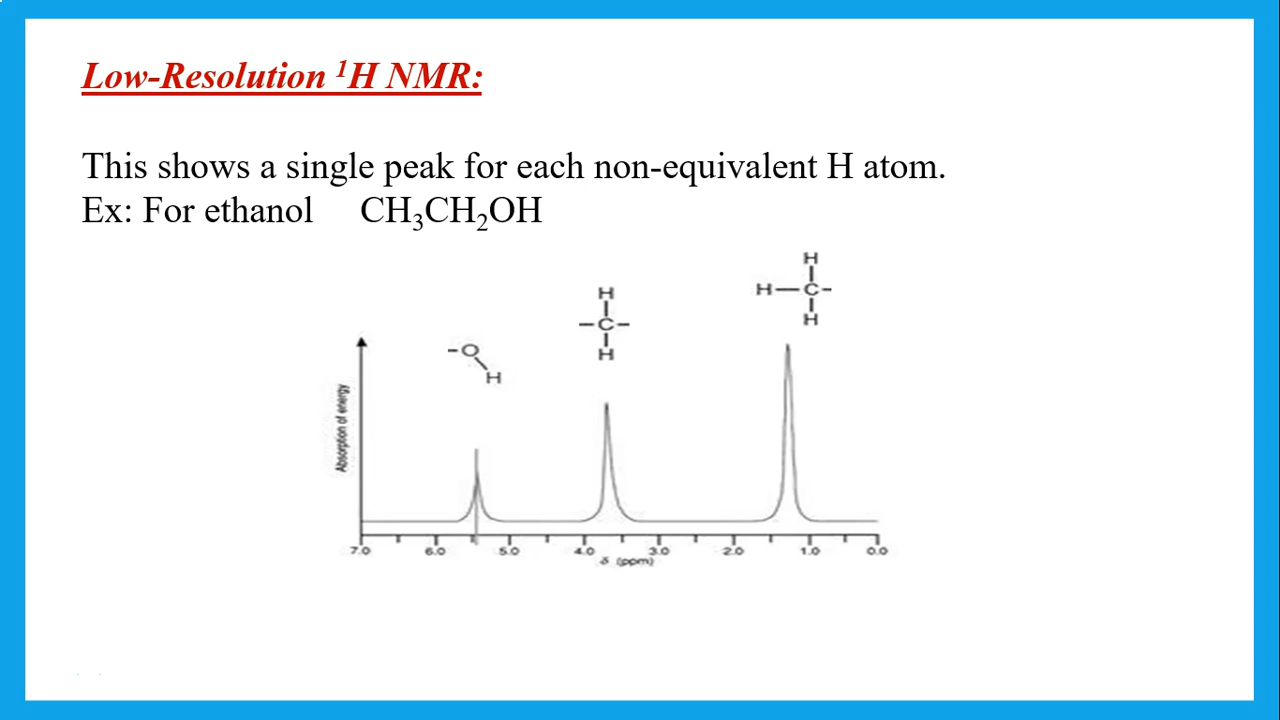 Low-Resolution ¹H NMR:
This shows a single peak for each non-equivalent H atom.
Ex: For ethanol CH₃CH₂OH
H
H—C-
H
H
-C-
H
-O
H
Absorption of energy
7.0 6.0 5.0 4.0 3.0 2.0 1.0 0.0
δ (ppm)